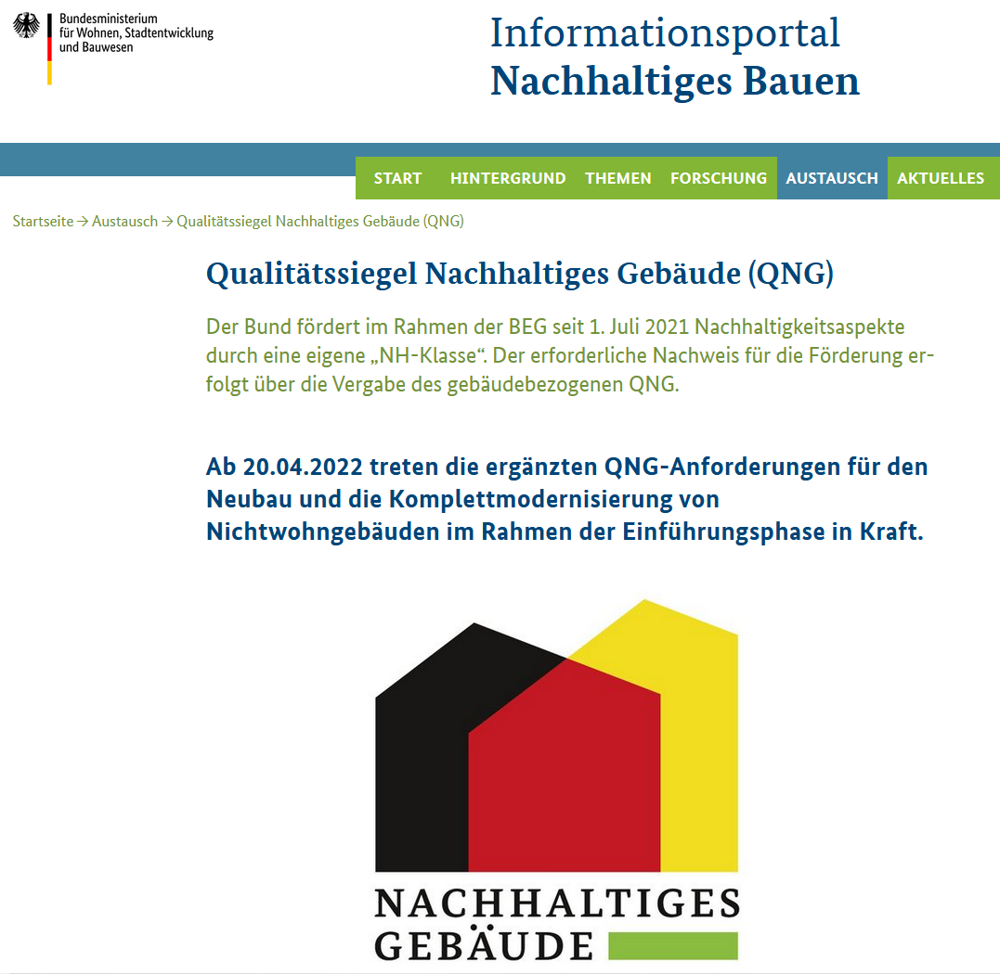 Bundesministerium
für Wohnen, Stadtentwicklung
und Bauwesen
Informationsportal
Nachhaltiges Bauen
START HINTERGRUND THEMEN FORSCHUNG AUSTAUSCH AKTUELLES
Startseite → Austausch → Qualitätssiegel Nachhaltiges Gebäude (QNG)
Qualitätssiegel Nachhaltiges Gebäude (QNG)
Der Bund fördert im Rahmen der BEG seit 1. Juli 2021 Nachhaltigkeitsaspekte
durch eine eigene „NH-Klasse“. Der erforderliche Nachweis für die Förderung er-
folgt über die Vergabe des gebäudebezogenen QNG.
Ab 20.04.2022 treten die ergänzten QNG-Anforderungen für den
Neubau und die Komplettmodernisierung von
Nichtwohngebäuden im Rahmen der Einführungsphase in Kraft.
NACHHALTIGES
GEBÄUDE